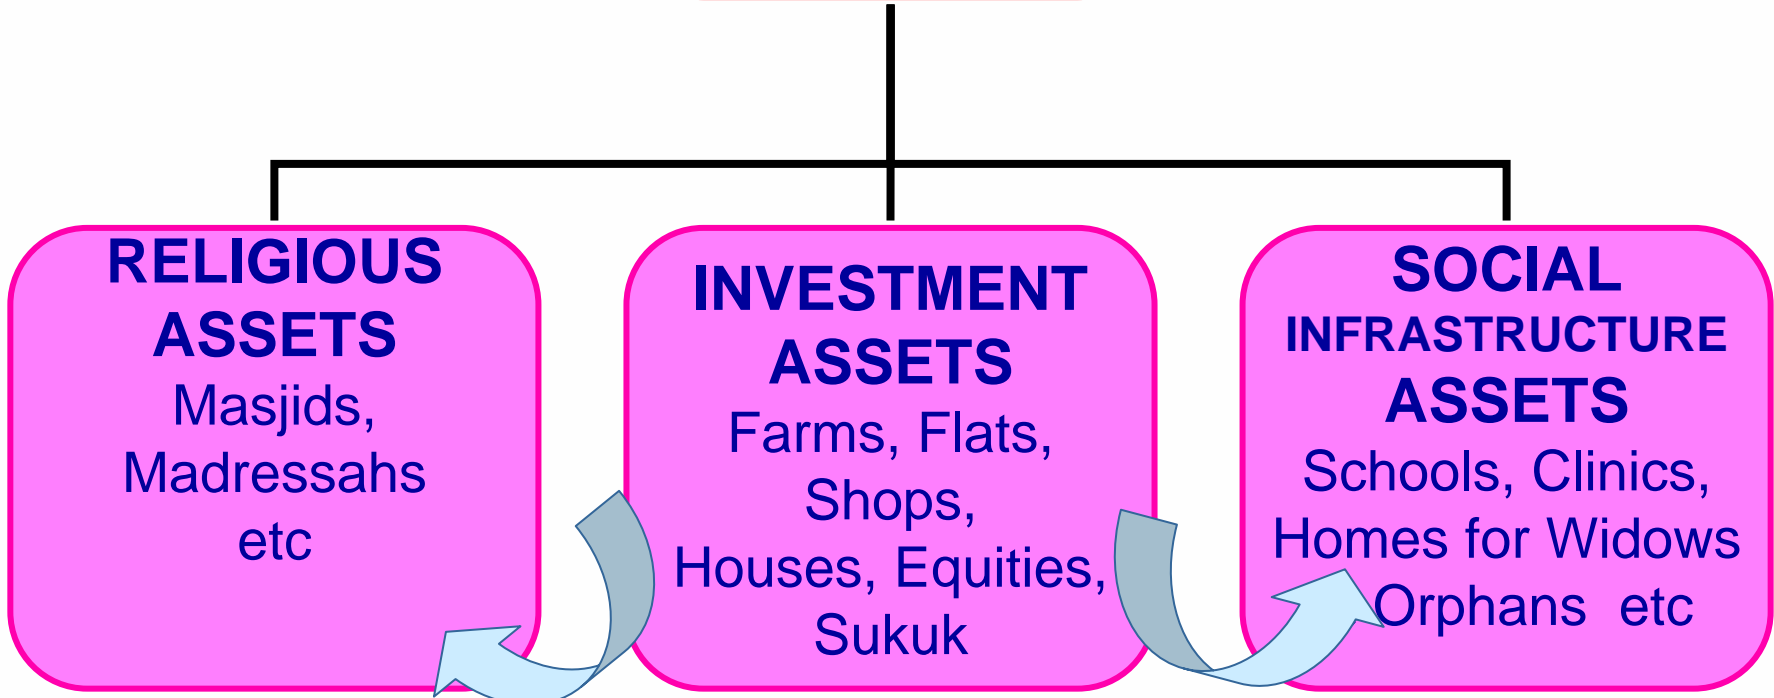 RELIGIOUS
ASSETS
Masjids,
Madressahs
etc
INVESTMENT
ASSETS
Farms, Flats,
Shops,
Houses, Equities,
Sukuk
SOCIAL
INFRASTRUCTURE
ASSETS
Schools, Clinics,
Homes for Widows
Orphans etc